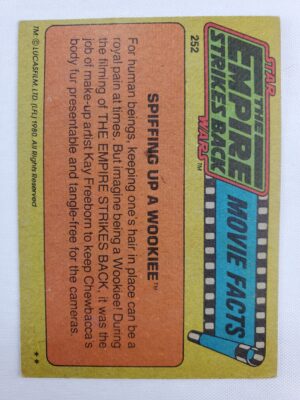 STAR
THE
EMPIRE
STRIKES BACK
WARS™
MOVIE FACTS
252
SPIFFING UP A WOOKIEE™
For human beings, keeping one's hair in place can be a
royal pain at times. But imagine being a Wookiee! During
the filming of THE EMPIRE STRIKES BACK, it was the
job of make-up artist Kay Freeborn to keep Chewbacca's
body fur presentable and tangle-free for the cameras.
TM: © LUCASFILM, LTD. (LFL) 1980. All Rights Reserved
**